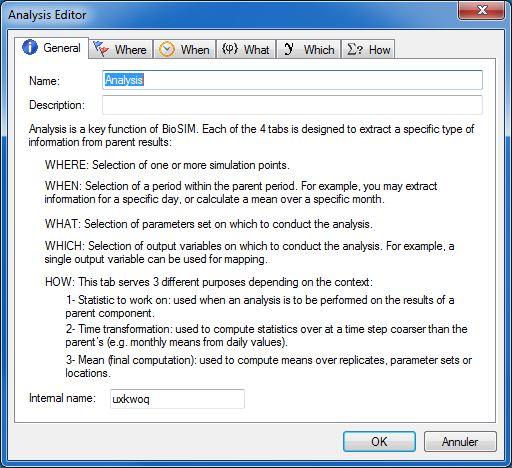 Analysis Editor
General Where When {φ} What y Which Σ? How
Name: Analysis
Description:
Analysis is a key function of BioSIM. Each of the 4 tabs is designed to extract a specific type of
information from parent results:
WHERE: Selection of one or more simulation points.
WHEN: Selection of a period within the parent period. For example, you may extract
information for a specific day, or calculate a mean over a specific month.
WHAT: Selection of parameters set on which to conduct the analysis.
WHICH: Selection of output variables on which to conduct the analysis. For example, a
single output variable can be used for mapping.
HOW: This tab serves 3 different purposes depending on the context:
1- Statistic to work on: used when an analysis is to be performed on the results of a
parent component.
2- Time transformation: used to compute statistics over at a time step coarser than the
parent's (e.g. monthly means from daily values).
3- Mean (final computation): used to compute means over replicates, parameter sets or
locations.
Internal name: uxkwoq
OK Annuler